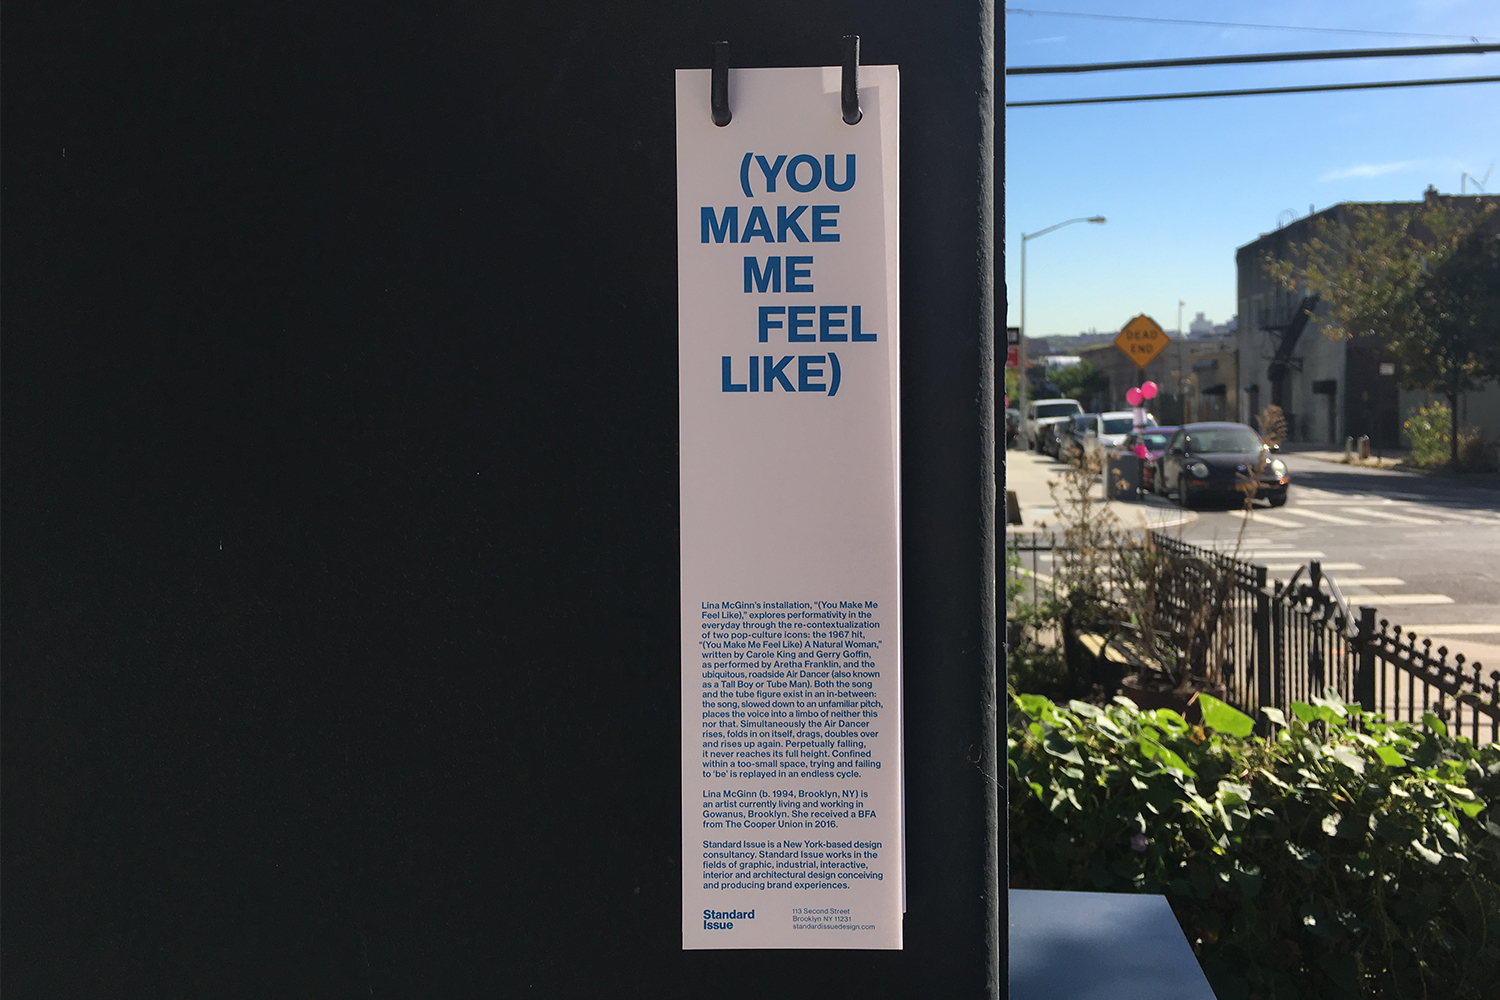 (YOU
MAKE
ME
FEEL
LIKE)
Lina McGinn's installation, "(You Make Me
Feel Like)," explores performativity in the
everyday through the re-contextualization
of two pop-culture icons: the 1967 hit,
"(You Make Me Feel Like) A Natural Woman,"
written by Carole King and Gerry Goffin,
as performed by Aretha Franklin, and the
ubiquitous, roadside Air Dancer (also known
as a Tall Boy or Tube Man). Both the song
and the tube figure exist in an in-between:
the song, slowed down to an unfamiliar pitch,
places the voice into a limbo of neither this
nor that. Simultaneously the Air Dancer
rises, folds in on itself, drags, doubles over
and rises up again. Perpetually falling,
it never reaches its full height. Confined
within a too-small space, trying and failing
to 'be' is replayed in an endless cycle.
Lina McGinn (b. 1994, Brooklyn, NY) is
an artist currently living and working in
Gowanus, Brooklyn. She received a BFA
from The Cooper Union in 2016.
Standard Issue is a New York-based design
consultancy. Standard Issue works in the
fields of graphic, industrial, interactive,
interior and architectural design conceiving
and producing brand experiences.
Standard
Issue
113 Second Street
Brooklyn NY 11231
standardissuedesign.com
DEAD
END